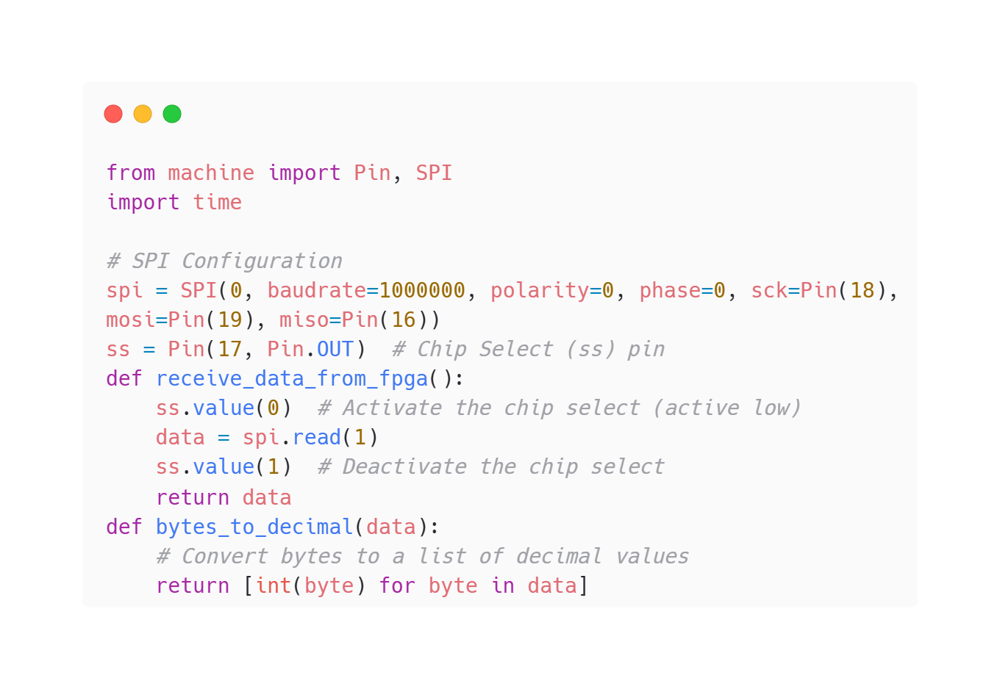 from machine import Pin, SPI
import time

# SPI Configuration
spi = SPI(0, baudrate=1000000, polarity=0, phase=0, sck=Pin(18),
mosi=Pin(19), miso=Pin(16))
ss = Pin(17, Pin.OUT)  # Chip Select (ss) pin
def receive_data_from_fpga():
    ss.value(0)  # Activate the chip select (active low)
    data = spi.read(1)
    ss.value(1)  # Deactivate the chip select
    return data
def bytes_to_decimal(data):
    # Convert bytes to a list of decimal values
    return [int(byte) for byte in data]